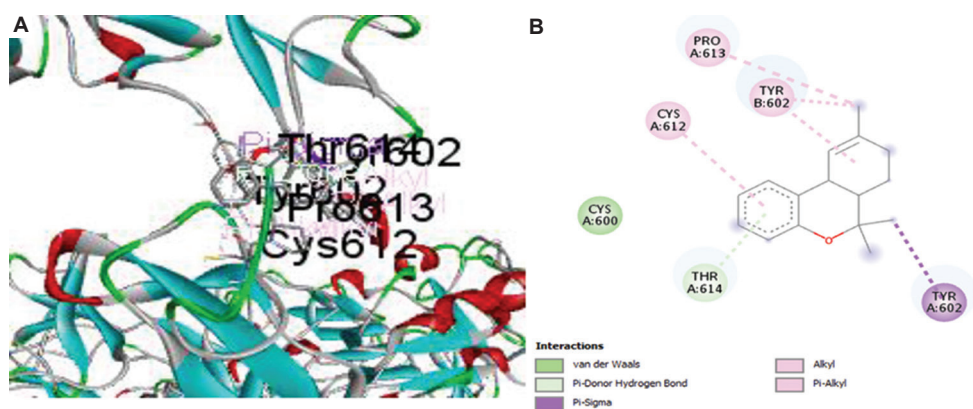 A
Thr614
602
Pro613
Cys612
B
PRO
A:613
TYR
B:602
CYS
A:612
CYS
A:600
THR
A:614
O
TYR
A:602
Interactions
van der Waals
Pi-Donor Hydrogen Bond
Pi-Sigma
Alkyl
Pi-Alkyl